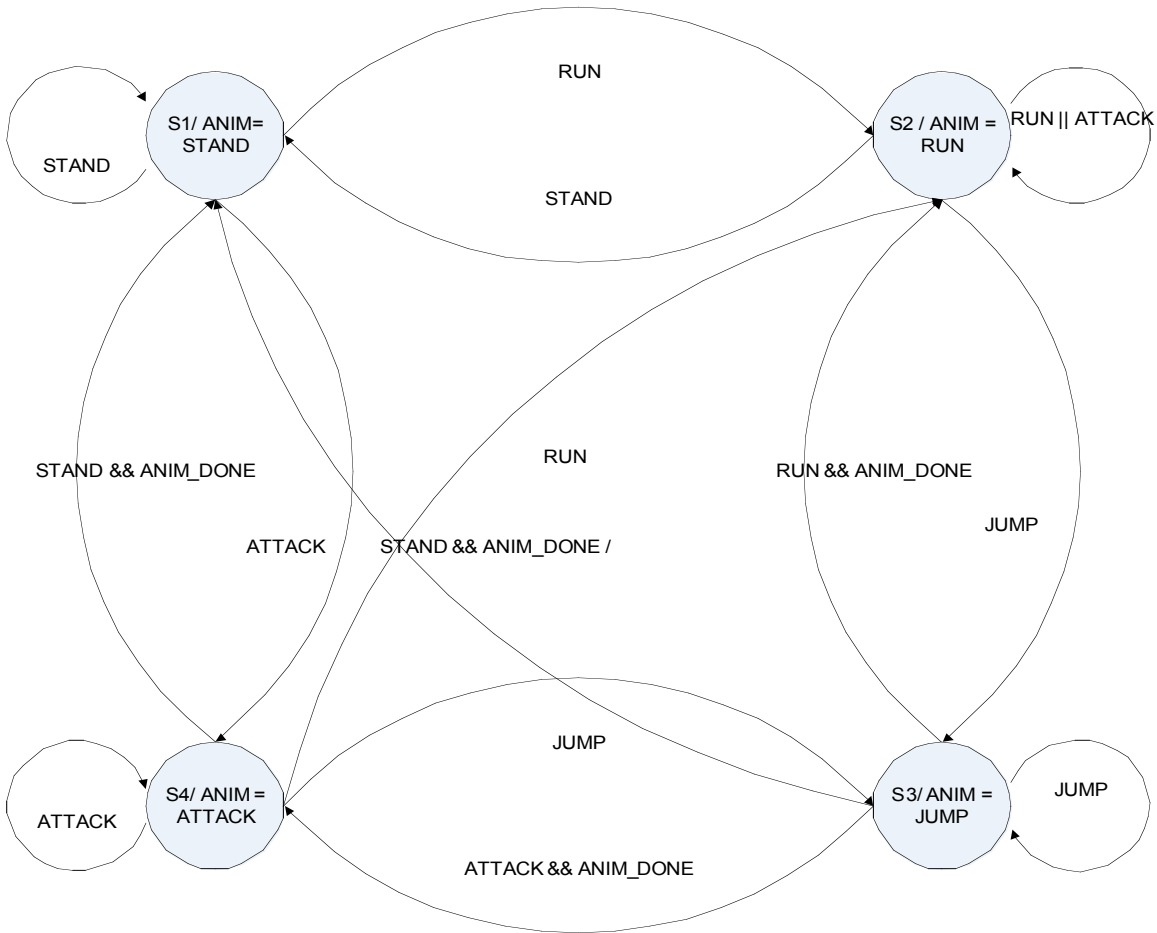 RUN
S1/ ANIM=
STAND
S2 / ANIM =
RUN
RUN || ATTACK
STAND
STAND
RUN
STAND && ANIM_DONE
RUN && ANIM_DONE
JUMP
ATTACK
STAND && ANIM_DONE /
JUMP
S4/ ANIM =
ATTACK
S3/ ANIM =
JUMP
JUMP
ATTACK
ATTACK && ANIM_DONE